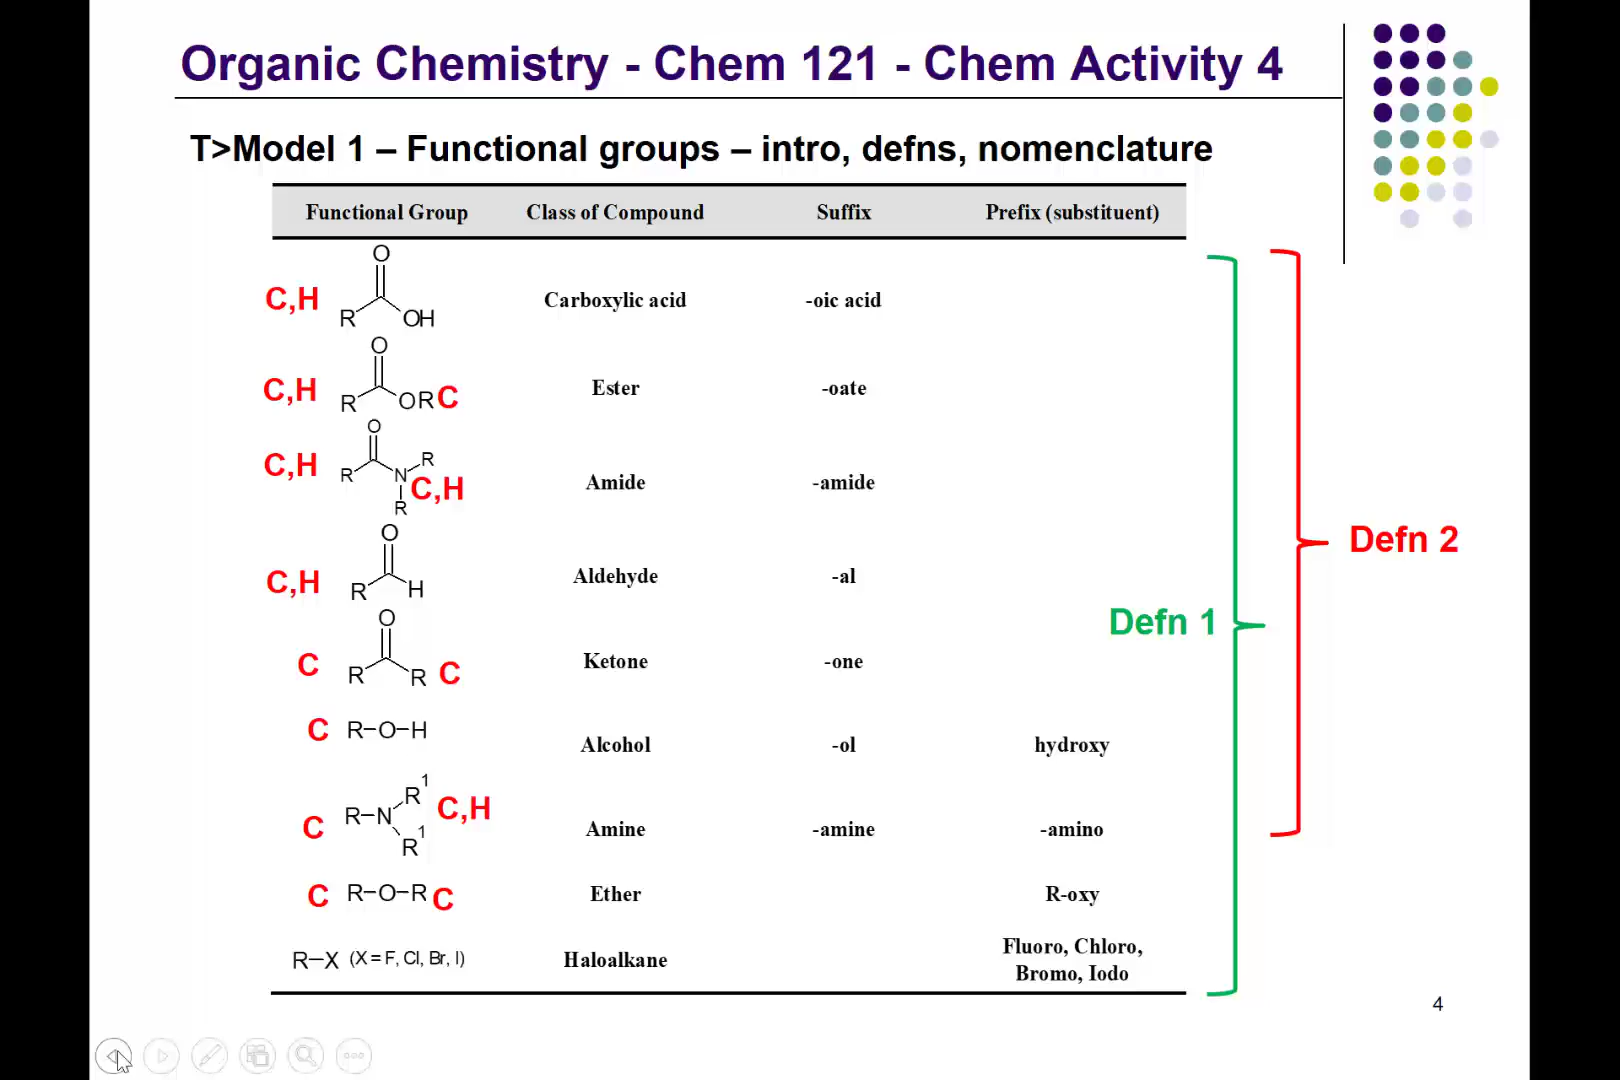 Organic Chemistry - Chem 121 - Chem Activity 4
T>Model 1 – Functional groups – intro, defns, nomenclature
Functional Group Class of Compound Suffix Prefix (substituent)
O
C,H R OH Carboxylic acid -oic acid
O
C,H R OR C Ester -oate
O
C,H R N R C,H Amide -amide
R
O
C,H R H Aldehyde -al
O
C R R C Ketone -one
C R-O-H Alcohol -ol hydroxy
C R-N R1 C,H Amine -amine -amino
R1
C R-O-R C Ether R-oxy
R-X (X = F, Cl, Br, I) Haloalkane Fluoro, Chloro,
Bromo, Iodo
Defn 1
Defn 2
4